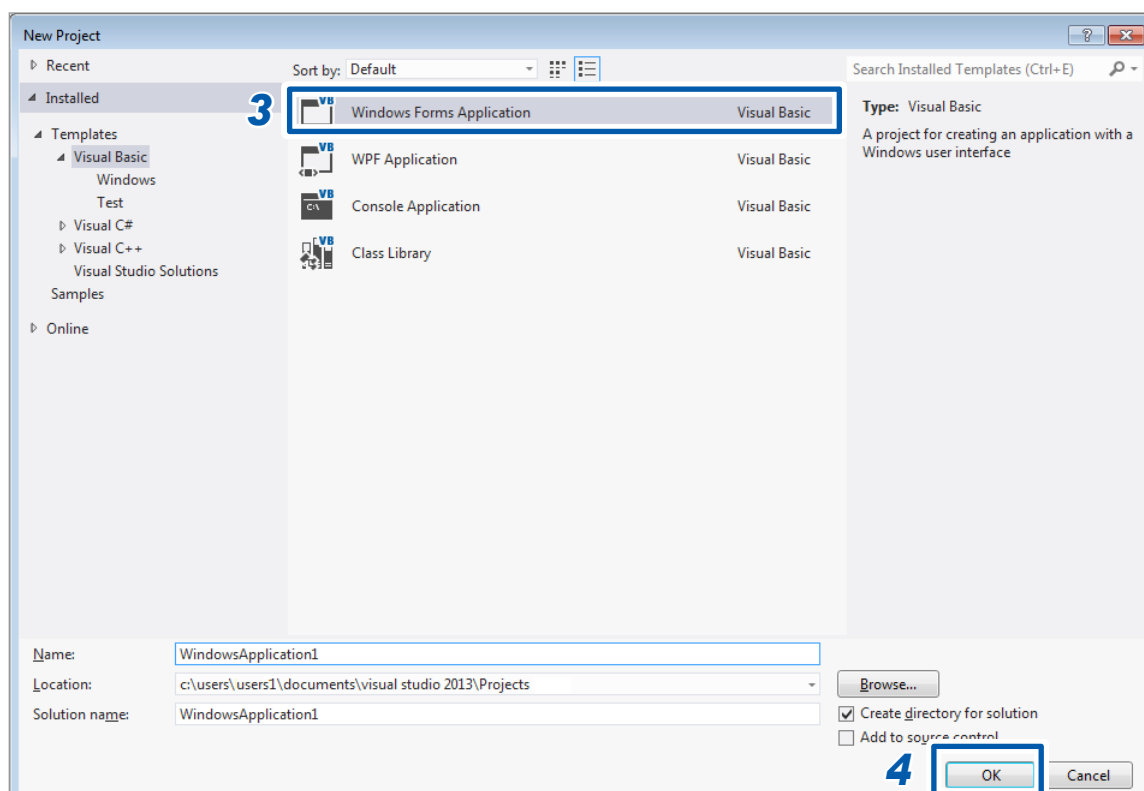 New Project
?
Recent
Sort by: Default
Search Installed Templates (Ctrl+E)
Installed
3
VB
Windows Forms Application
Visual Basic
Type: Visual Basic
A project for creating an application with a
Windows user interface
Templates
Visual Basic
Windows
Test
Visual C#
Visual C++
Visual Studio Solutions
Samples
Online
VB
WPF Application
Visual Basic
VB
C:\
Console Application
Visual Basic
VB
Class Library
Visual Basic
Name:
WindowsApplication1
Location:
c:\users\users1\documents\visual studio 2013\Projects
Browse...
Solution name:
WindowsApplication1
Create directory for solution
Add to source control
4
OK
Cancel